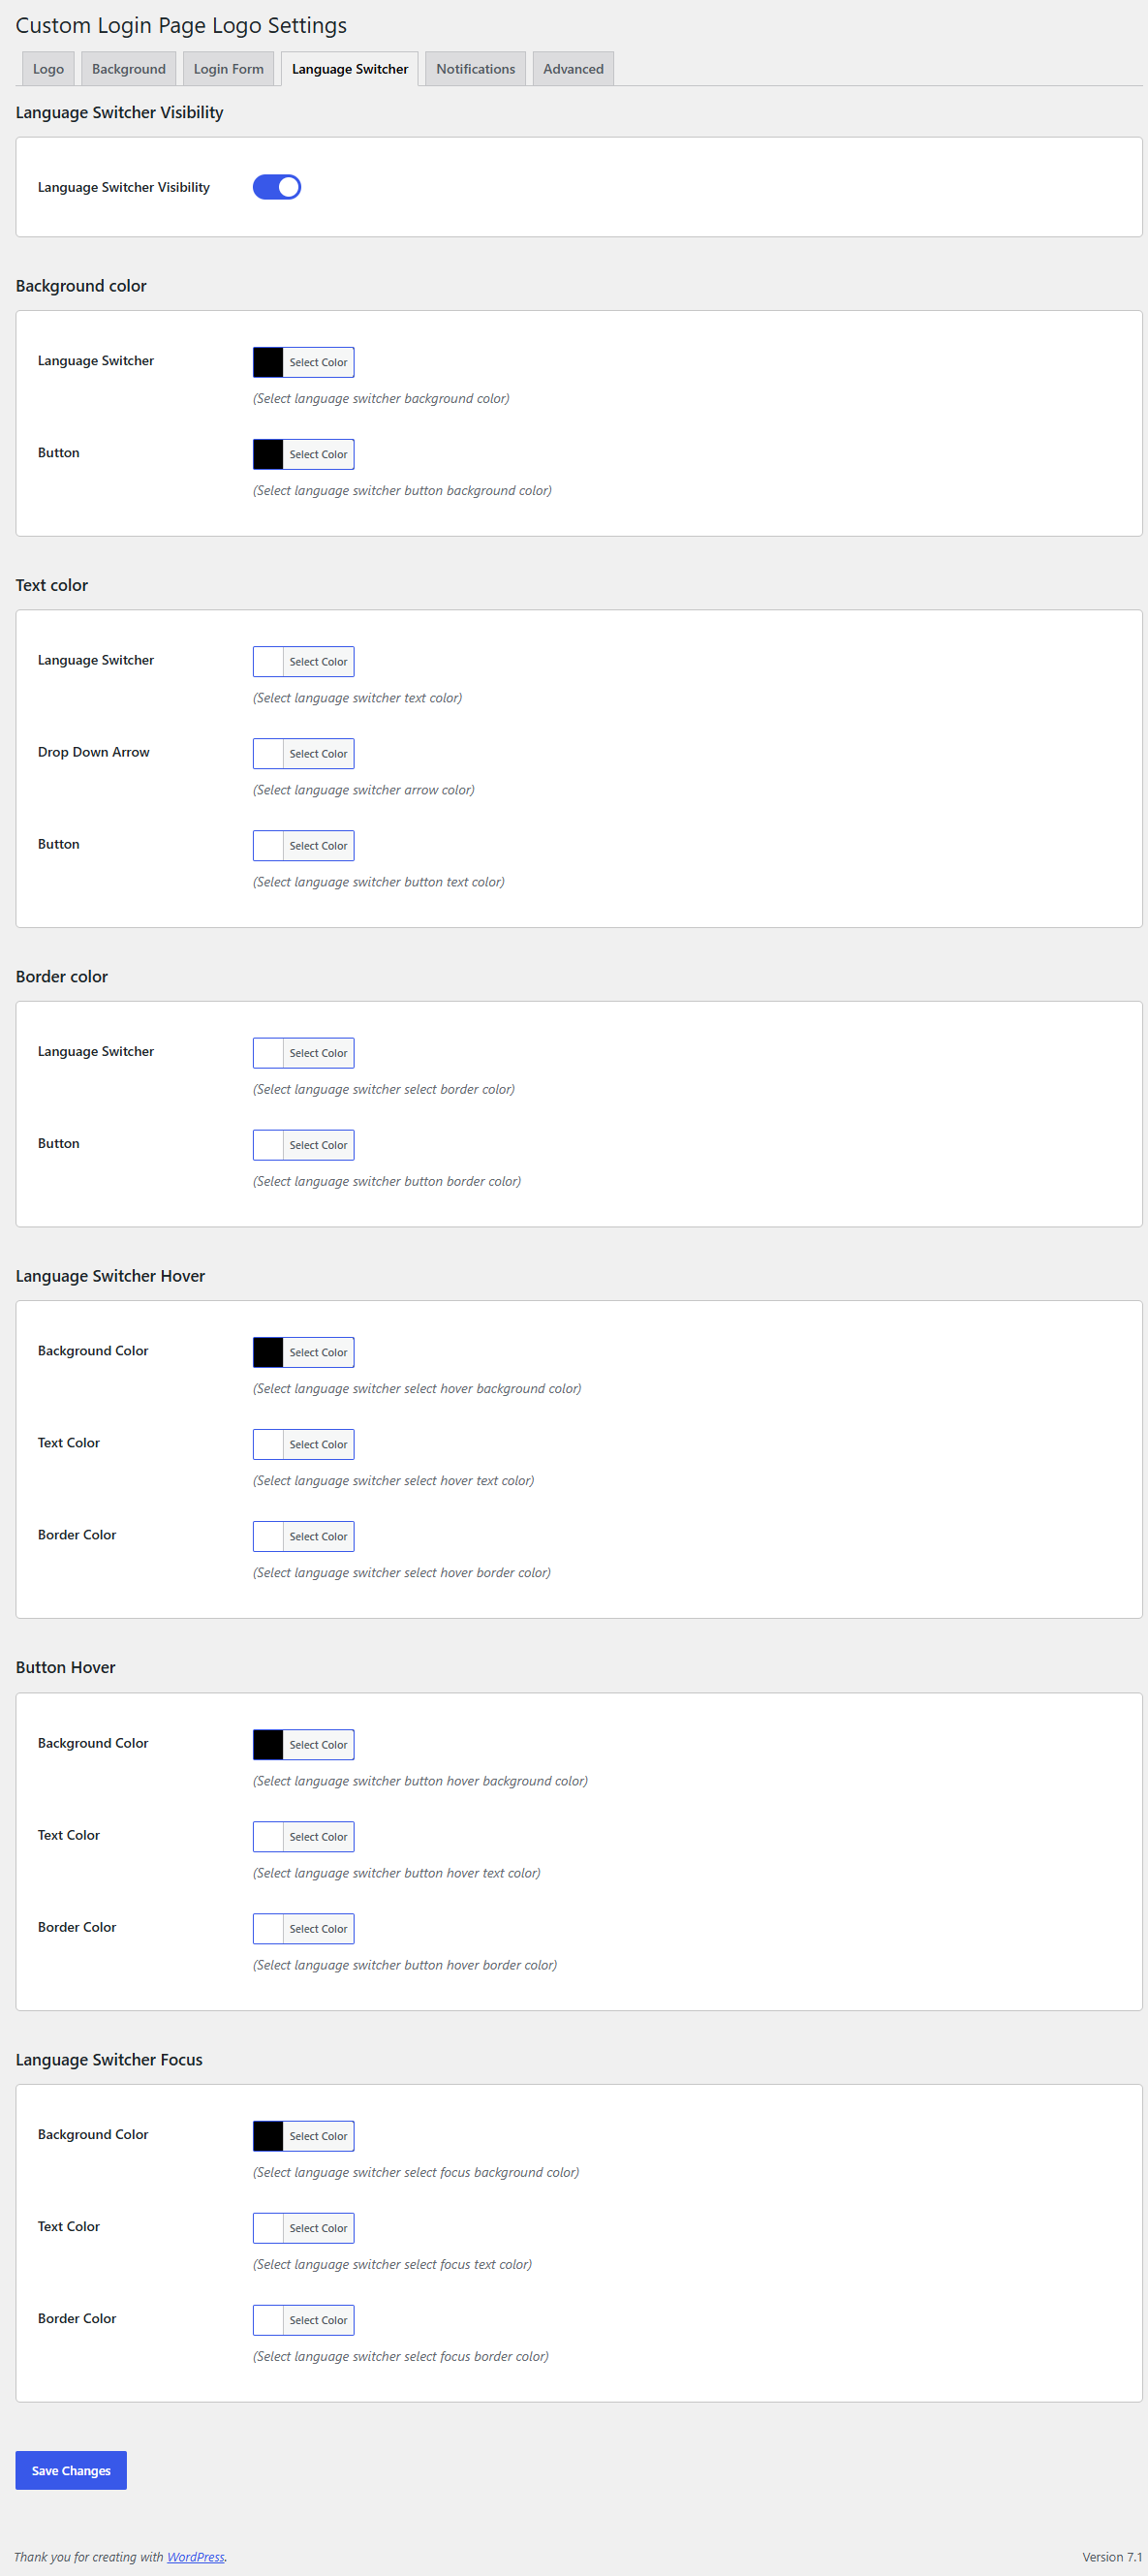 Custom Login Page Logo Settings
Logo Background Login Form Language Switcher Notifications Advanced
Language Switcher Visibility
Language Switcher Visibility
Background color
Language Switcher Select Color
(Select language switcher background color)
Button Select Color
(Select language switcher button background color)
Text color
Language Switcher Select Color
(Select language switcher text color)
Drop Down Arrow Select Color
(Select language switcher arrow color)
Button Select Color
(Select language switcher button text color)
Border color
Language Switcher Select Color
(Select language switcher select border color)
Button Select Color
(Select language switcher button border color)
Language Switcher Hover
Background Color Select Color
(Select language switcher select hover background color)
Text Color Select Color
(Select language switcher select hover text color)
Border Color Select Color
(Select language switcher select hover border color)
Button Hover
Background Color Select Color
(Select language switcher button hover background color)
Text Color Select Color
(Select language switcher button hover text color)
Border Color Select Color
(Select language switcher button hover border color)
Language Switcher Focus
Background Color Select Color
(Select language switcher select focus background color)
Text Color Select Color
(Select language switcher select focus text color)
Border Color Select Color
(Select language switcher select focus border color)
Save Changes
Thank you for creating with WordPress. Version 7.1